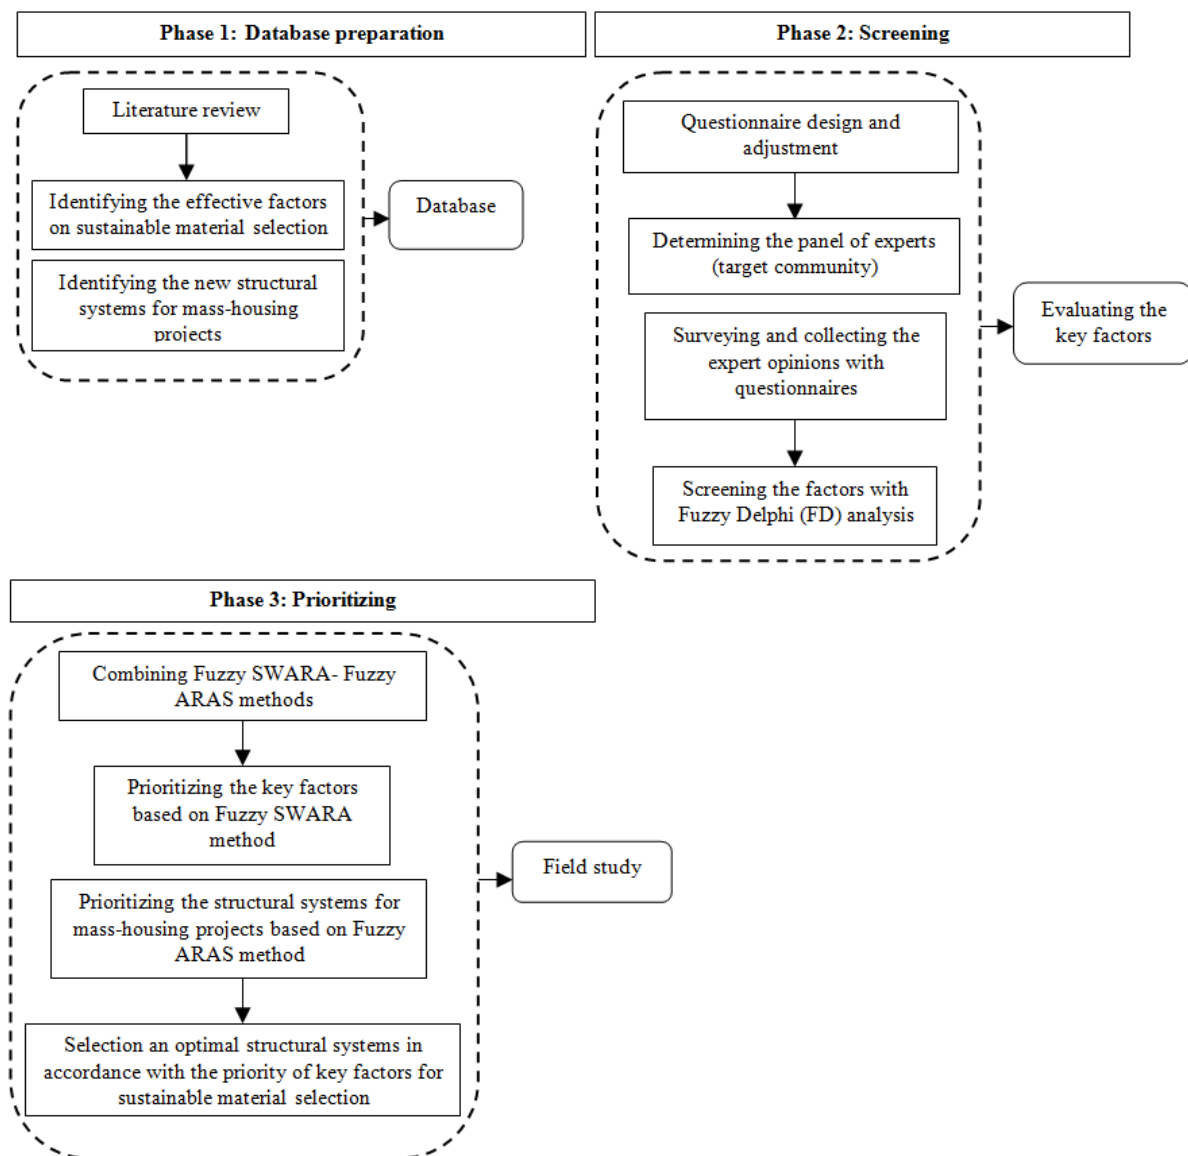 Phase 1: Database preparation
Literature review
Identifying the effective factors
on sustainable material selection
Identifying the new structural
systems for mass-housing
projects
Database
Phase 2: Screening
Questionnaire design and
adjustment
Determining the panel of experts
(target community)
Surveying and collecting the
expert opinions with
questionnaires
Screening the factors with
Fuzzy Delphi (FD) analysis
Evaluating the
key factors
Phase 3: Prioritizing
Combining Fuzzy SWARA- Fuzzy
ARAS methods
Prioritizing the key factors
based on Fuzzy SWARA
method
Prioritizing the structural systems for
mass-housing projects based on Fuzzy
ARAS method
Selection an optimal structural systems in
accordance with the priority of key factors for
sustainable material selection
Field study